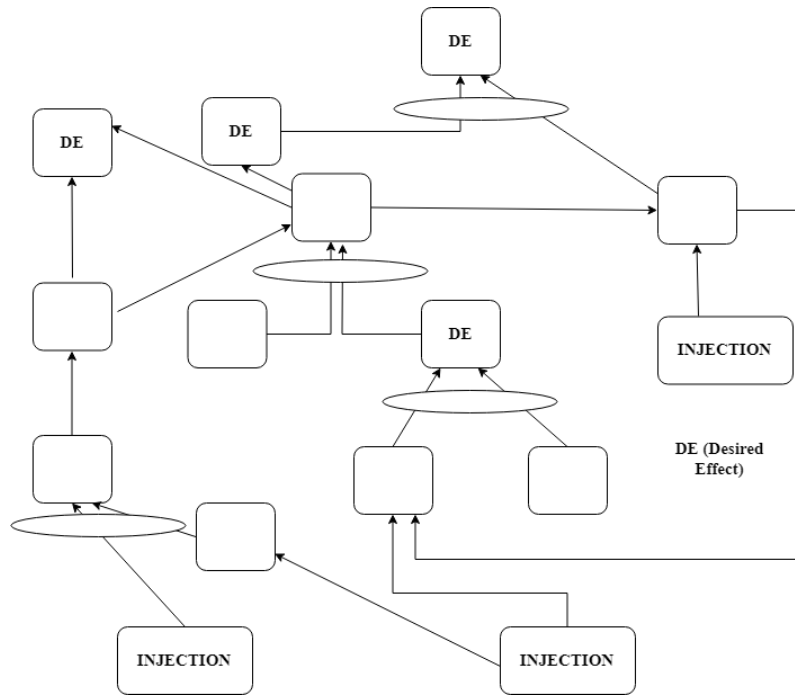 DE
DE
DE
DE
INJECTION
DE (Desired
Effect)
INJECTION
INJECTION